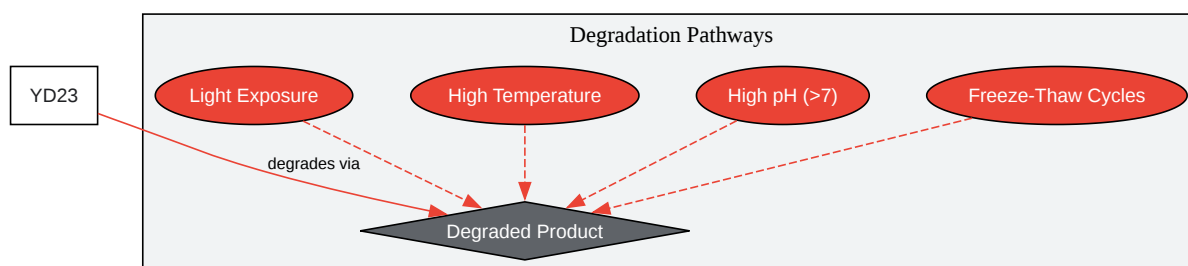 Degradation Pathways
YD23
Light Exposure
High Temperature
High pH (>7)
Freeze-Thaw Cycles
degrades via
Degraded Product